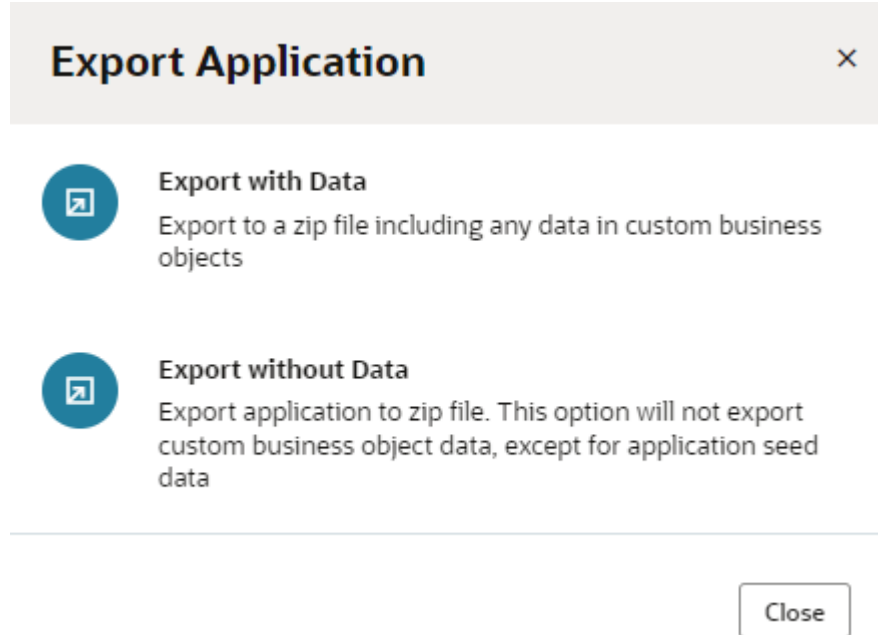 Export Application
×
Export with Data
Export to a zip file including any data in custom business
objects
Export without Data
Export application to zip file. This option will not export
custom business object data, except for application seed
data
Close